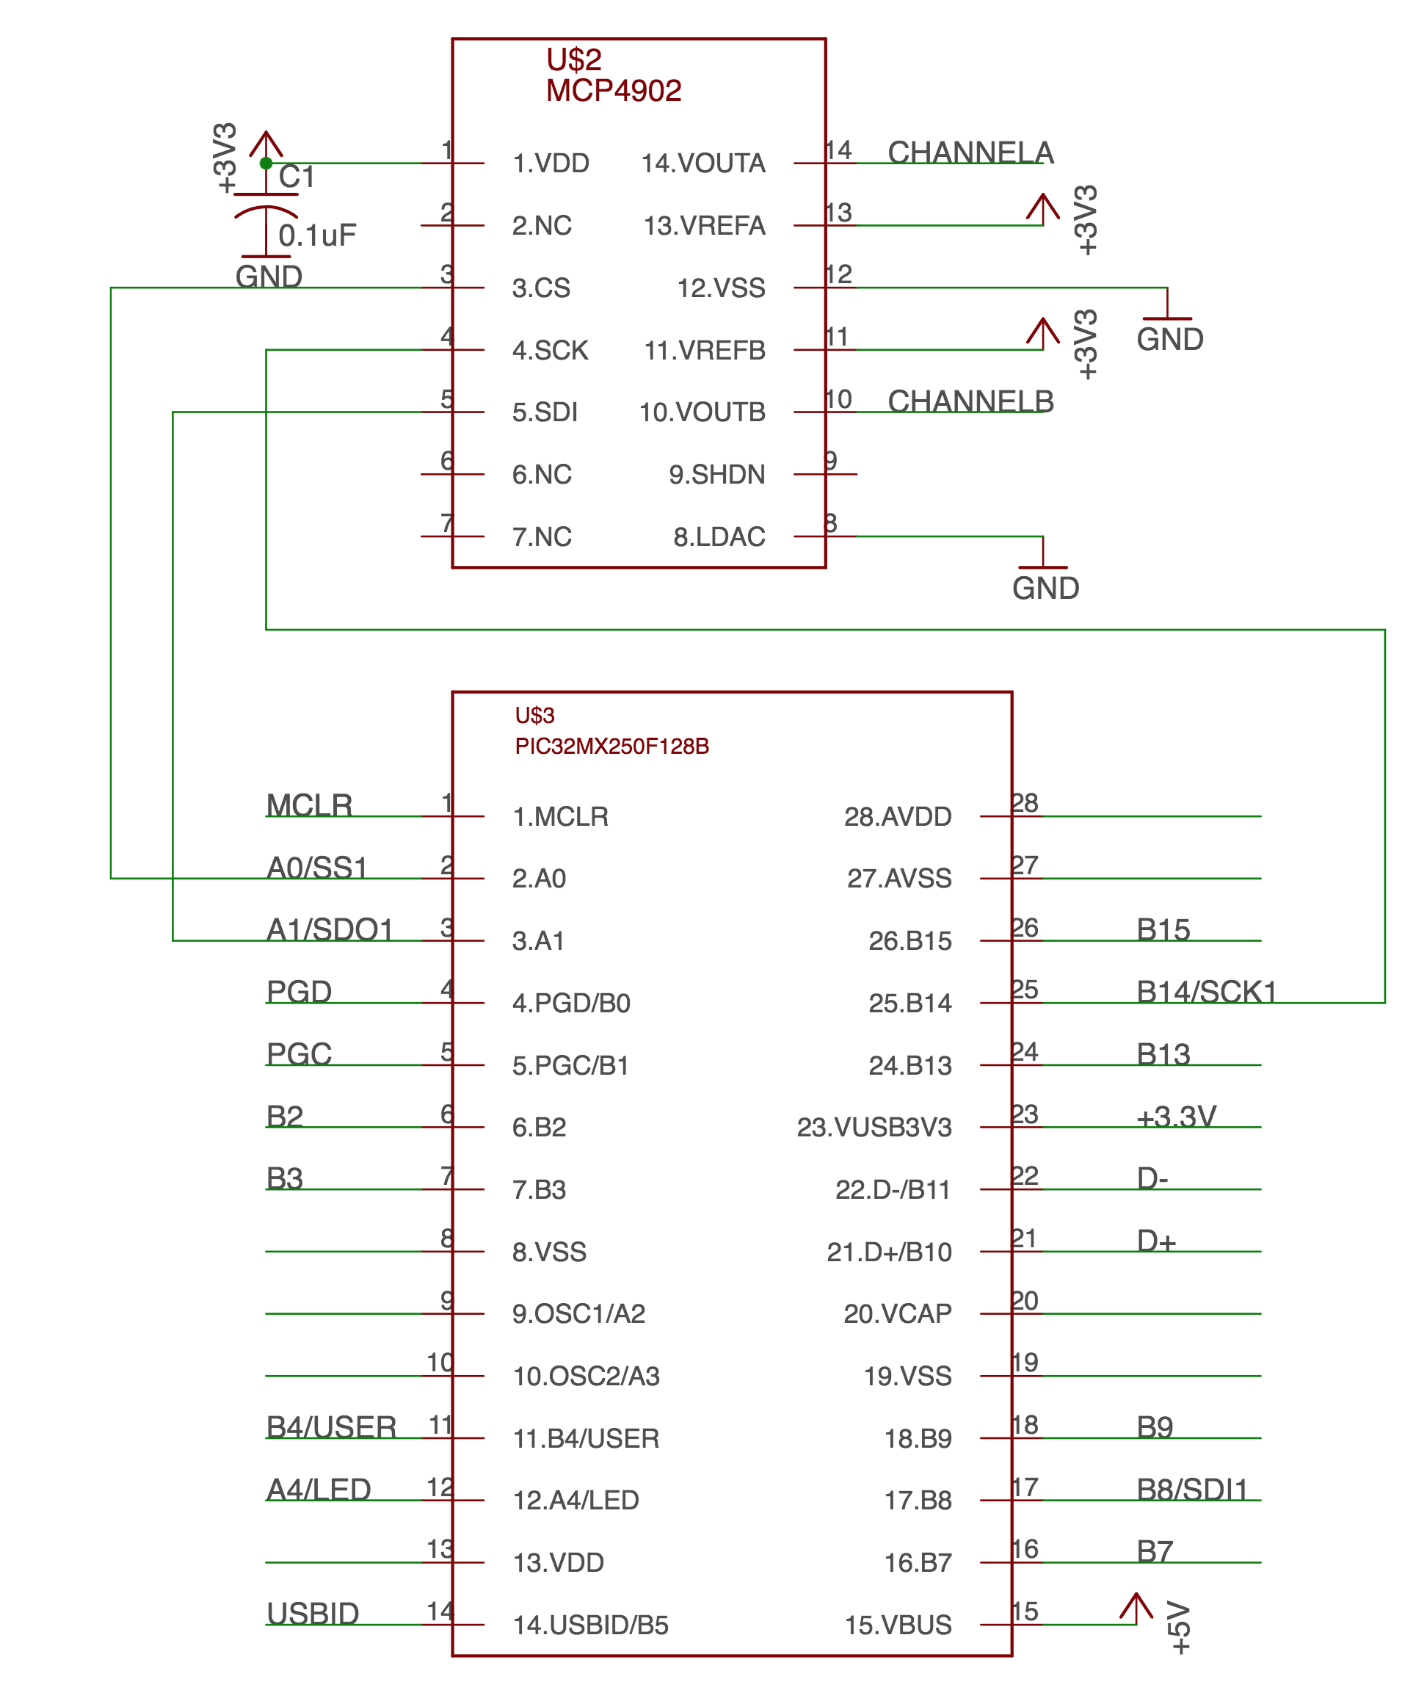 U$2
MCP4902
+3V3
C1
0.1uF
GND
1 1.VDD 14.VOUTA 14 CHANNELA
2 2.NC 13.VREFA 13 +3V3
3 3.CS 12.VSS 12 GND
4 4.SCK 11.VREFB 11 +3V3
5 5.SDI 10.VOUTB 10 CHANNELB
6 6.NC 9.SHDN 9
7 7.NC 8.LDAC 8 GND
U$3
PIC32MX250F128B
MCLR 1 1.MCLR 28.AVDD 28
A0/SS1 2 2.A0 27.AVSS 27
A1/SDO1 3 3.A1 26.B15 26 B15
PGD 4 4.PGD/B0 25.B14 25 B14/SCK1
PGC 5 5.PGC/B1 24.B13 24 B13
B2 6 6.B2 23.VUSB3V3 23 +3.3V
B3 7 7.B3 22.D-/B11 22 D-
8 8.VSS 21.D+/B10 21 D+
9 9.OSC1/A2 20.VCAP 20
10 10.OSC2/A3 19.VSS 19
B4/USER 11 11.B4/USER 18.B9 18 B9
A4/LED 12 12.A4/LED 17.B8 17 B8/SDI1
13 13.VDD 16.B7 16 B7
USBID 14 14.USBID/B5 15.VBUS 15 +5V